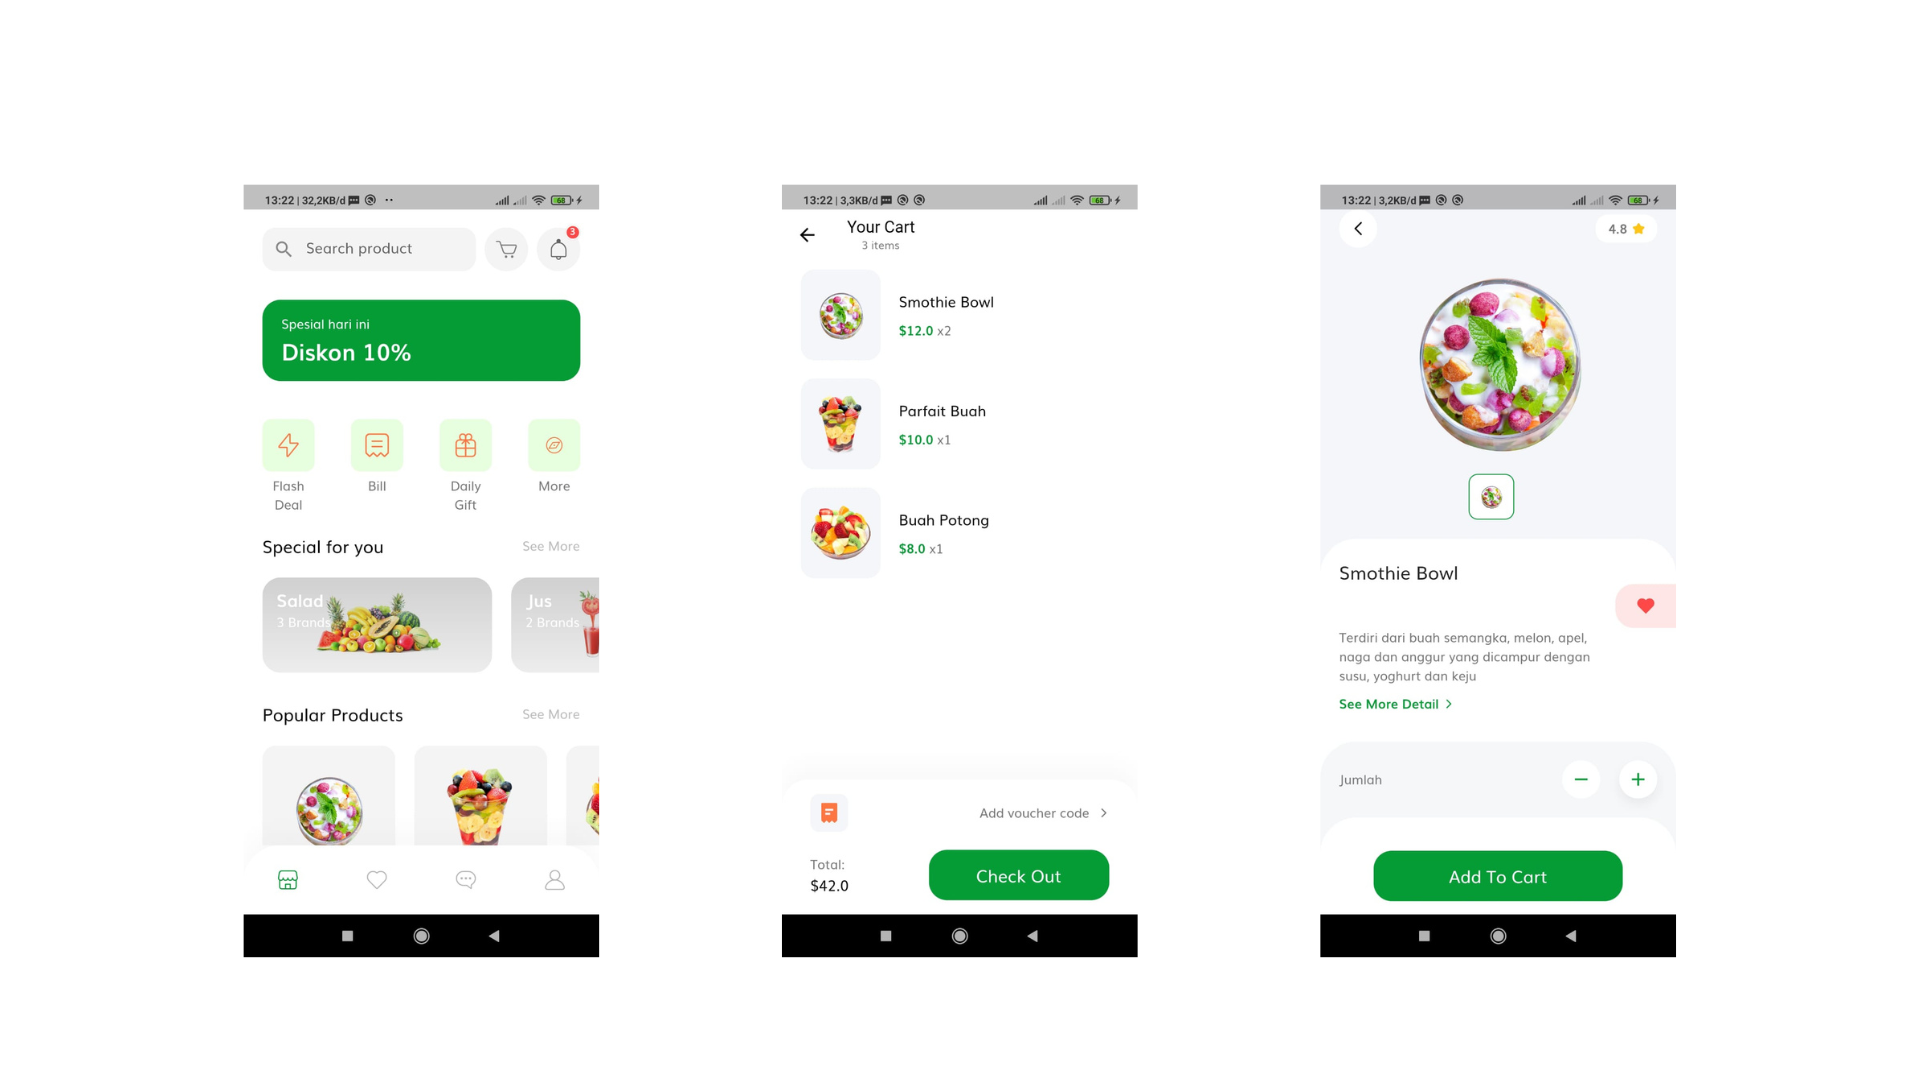 13:22 | 32,2KB/d
68
Search product
3
Spesial hari ini
Diskon 10%
Flash
Deal
Bill
Daily
Gift
More
Special for you
See More
Salad
3 Brands
Jus
2 Brands
Popular Products
See More
13:22 | 3,3KB/d
68
Your Cart
3 items
Smothie Bowl
$12.0 x2
Parfait Buah
$10.0 x1
Buah Potong
$8.0 x1
Add voucher code
Total:
$42.0
Check Out
13:22 | 3,2KB/d
68
4.8
Smothie Bowl
Terdiri dari buah semangka, melon, apel,
naga dan anggur yang dicampur dengan
susu, yoghurt dan keju
See More Detail
Jumlah
Add To Cart